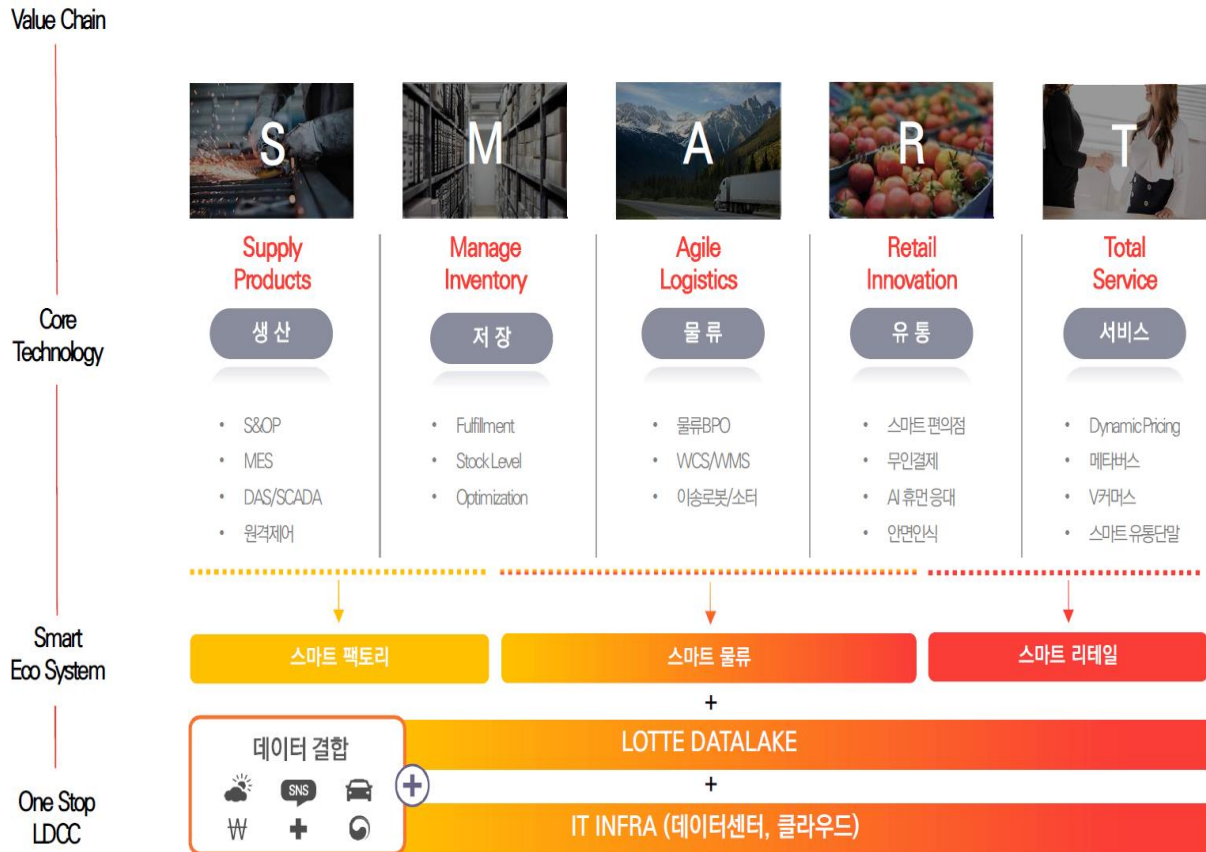 Value Chain
S
M
A
R
T
Supply
Products
Manage
Inventory
Agile
Logistics
Retail
Innovation
Total
Service
Core
Technology
생산
저장
물류
유통
서비스
• S&OP
• MES
• DAS/SCADA
• 원격제어
• Fulfillment
• Stock Level
• Optimization
• 물류BPO
• WCS/WMS
• 이송로봇/소터
• 스마트 편의점
• 무인결제
• AI 휴먼 응대
• 안면인식
• Dynamic Pricing
• 메타버스
• V커머스
• 스마트 유통단말
Smart
Eco System
스마트 팩토리
스마트 물류
스마트 리테일
+
데이터 결합
SNS
₩
+
LOTTE DATALAKE
+
One Stop
LDCC
IT INFRA (데이터센터, 클라우드)